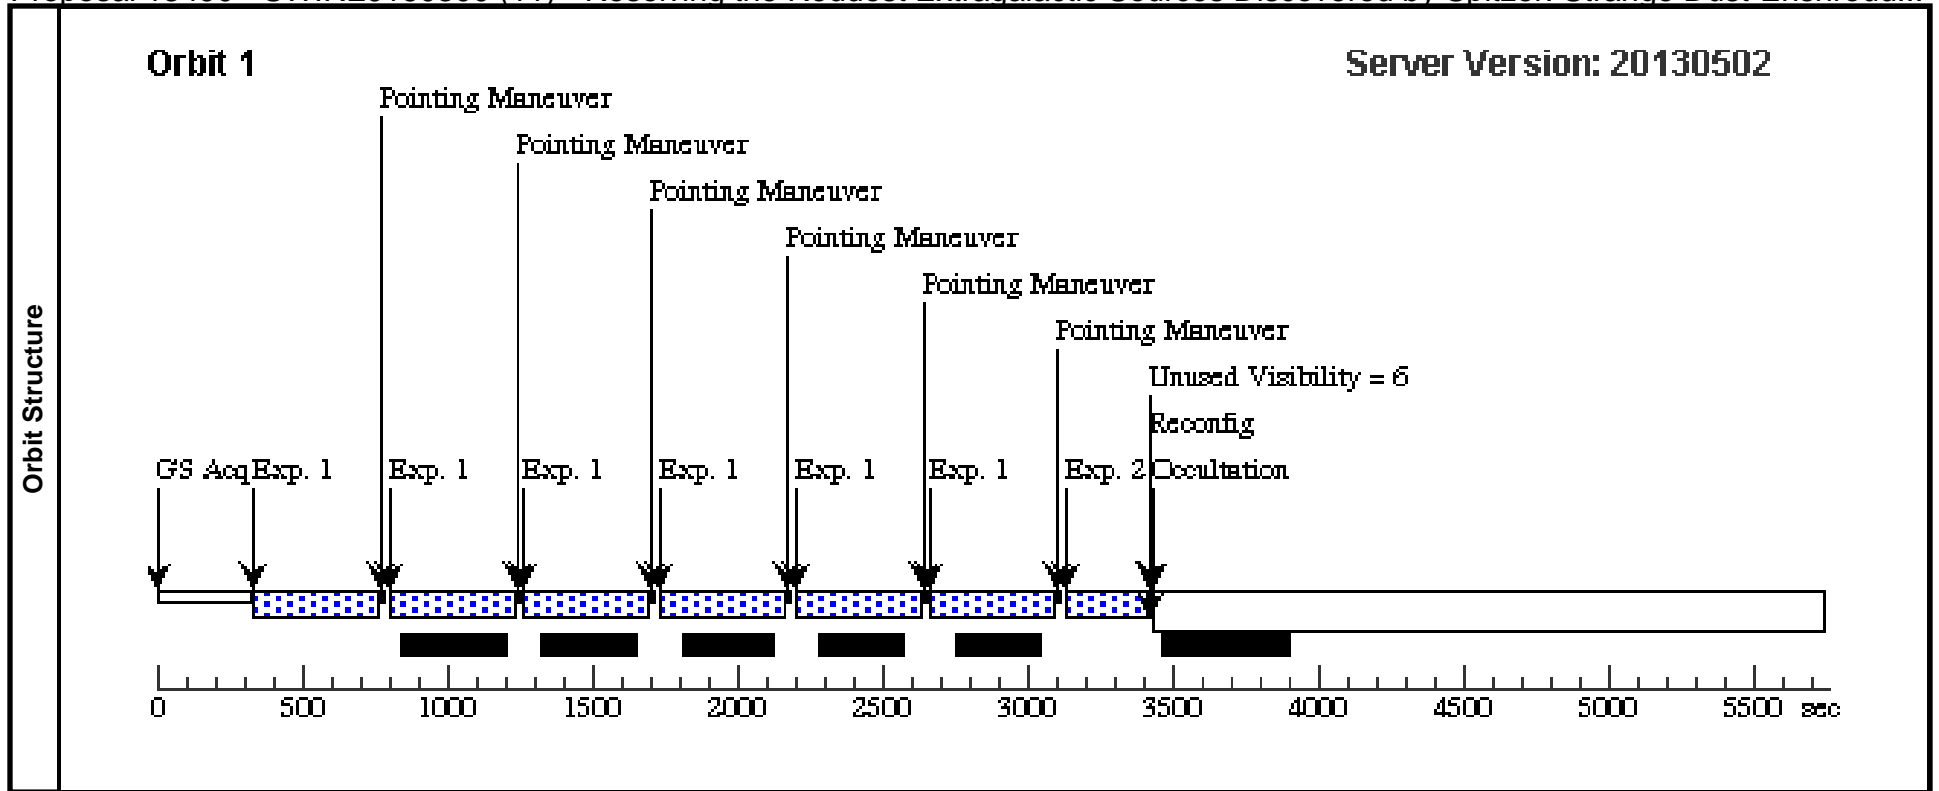 Orbit 1
Server Version: 20130502
Pointing Maneuver
Pointing Maneuver
Pointing Maneuver
Pointing Maneuver
Pointing Maneuver
Pointing Maneuver
Unused Visibility = 6
Reconfig
GS Acq Exp. 1 Exp. 1 Exp. 1 Exp. 1 Exp. 1 Exp. 1 Exp. 2 Occultation
Orbit Structure
0 500 1000 1500 2000 2500 3000 3500 4000 4500 5000 5500 sec